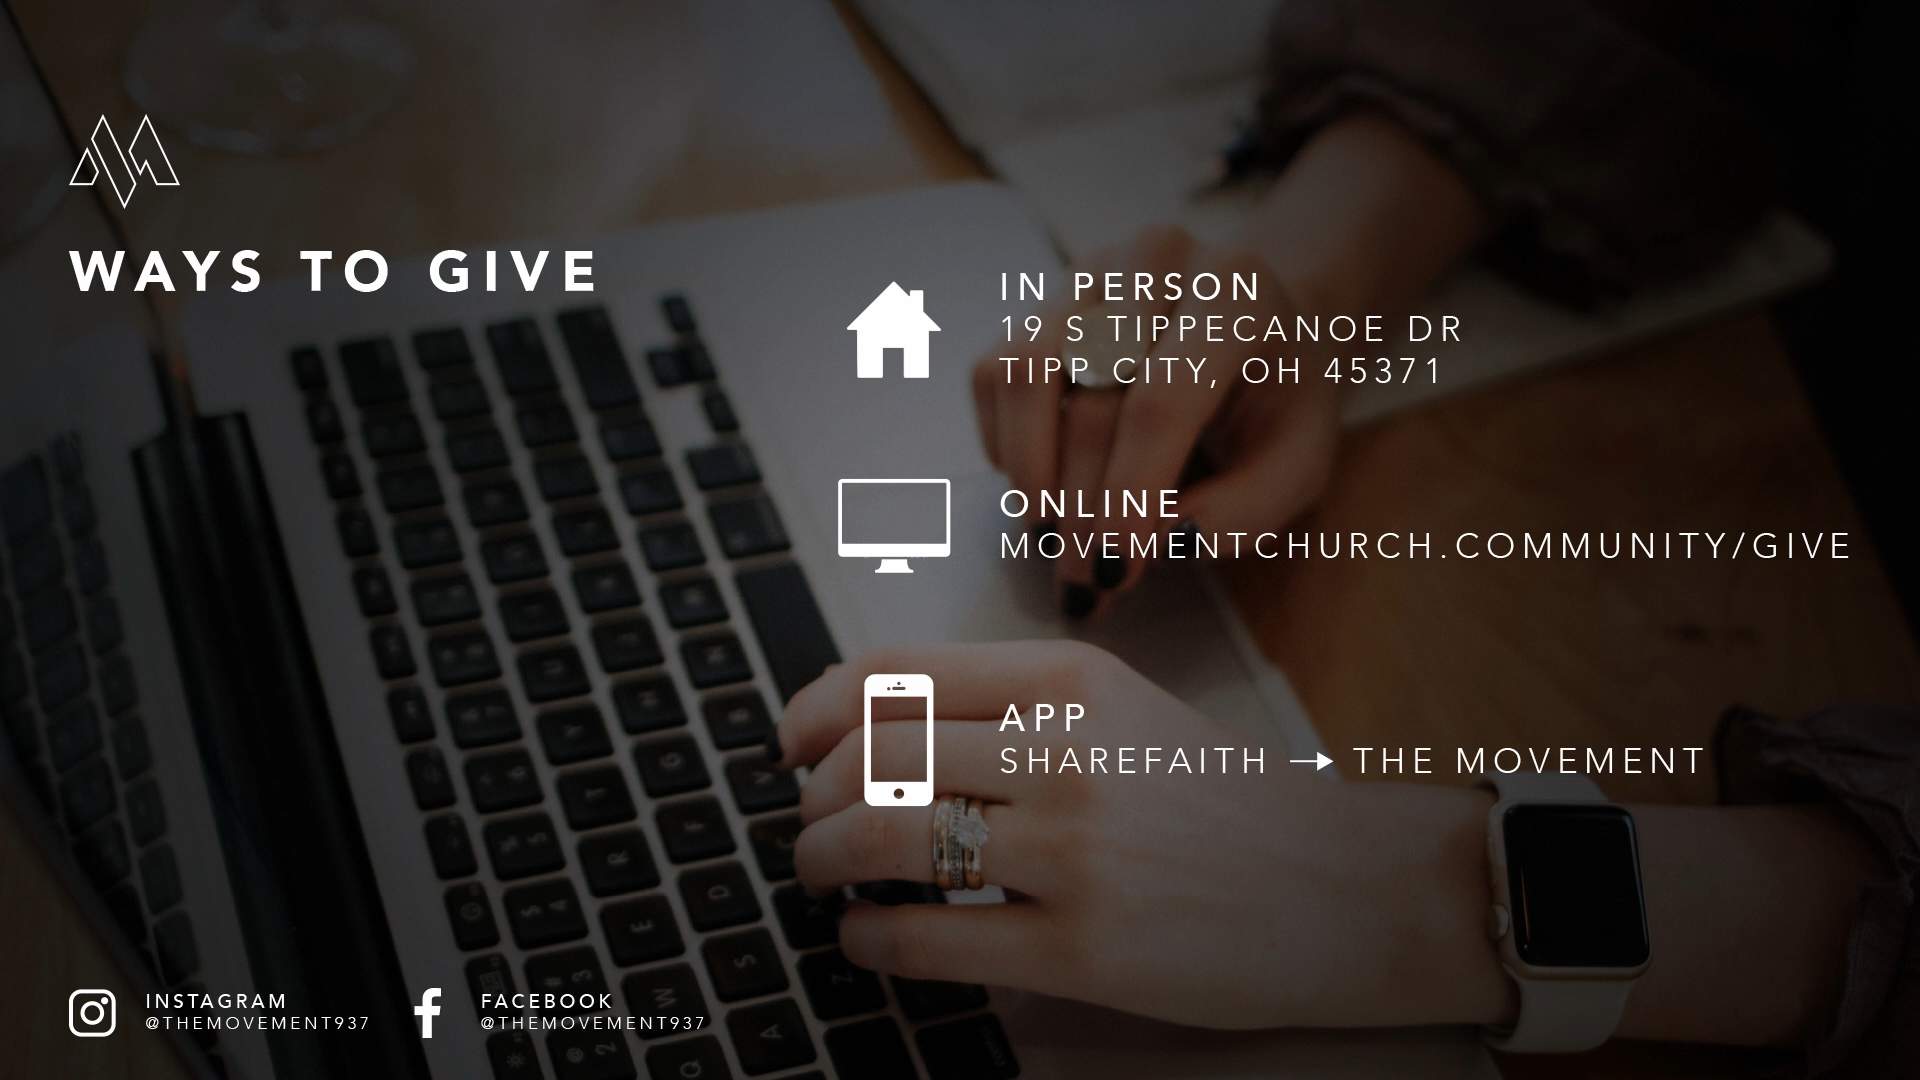 WAYS TO GIVE
IN PERSON
19 S TIPPECANOE DR
TIPP CITY, OH 45371
ONLINE
MOVEMENTCHURCH.COMMUNITY/GIVE
APP
SHAREFAITH → THE MOVEMENT
INSTAGRAM
@THEMOVEMENT937
FACEBOOK
@THEMOVEMENT937